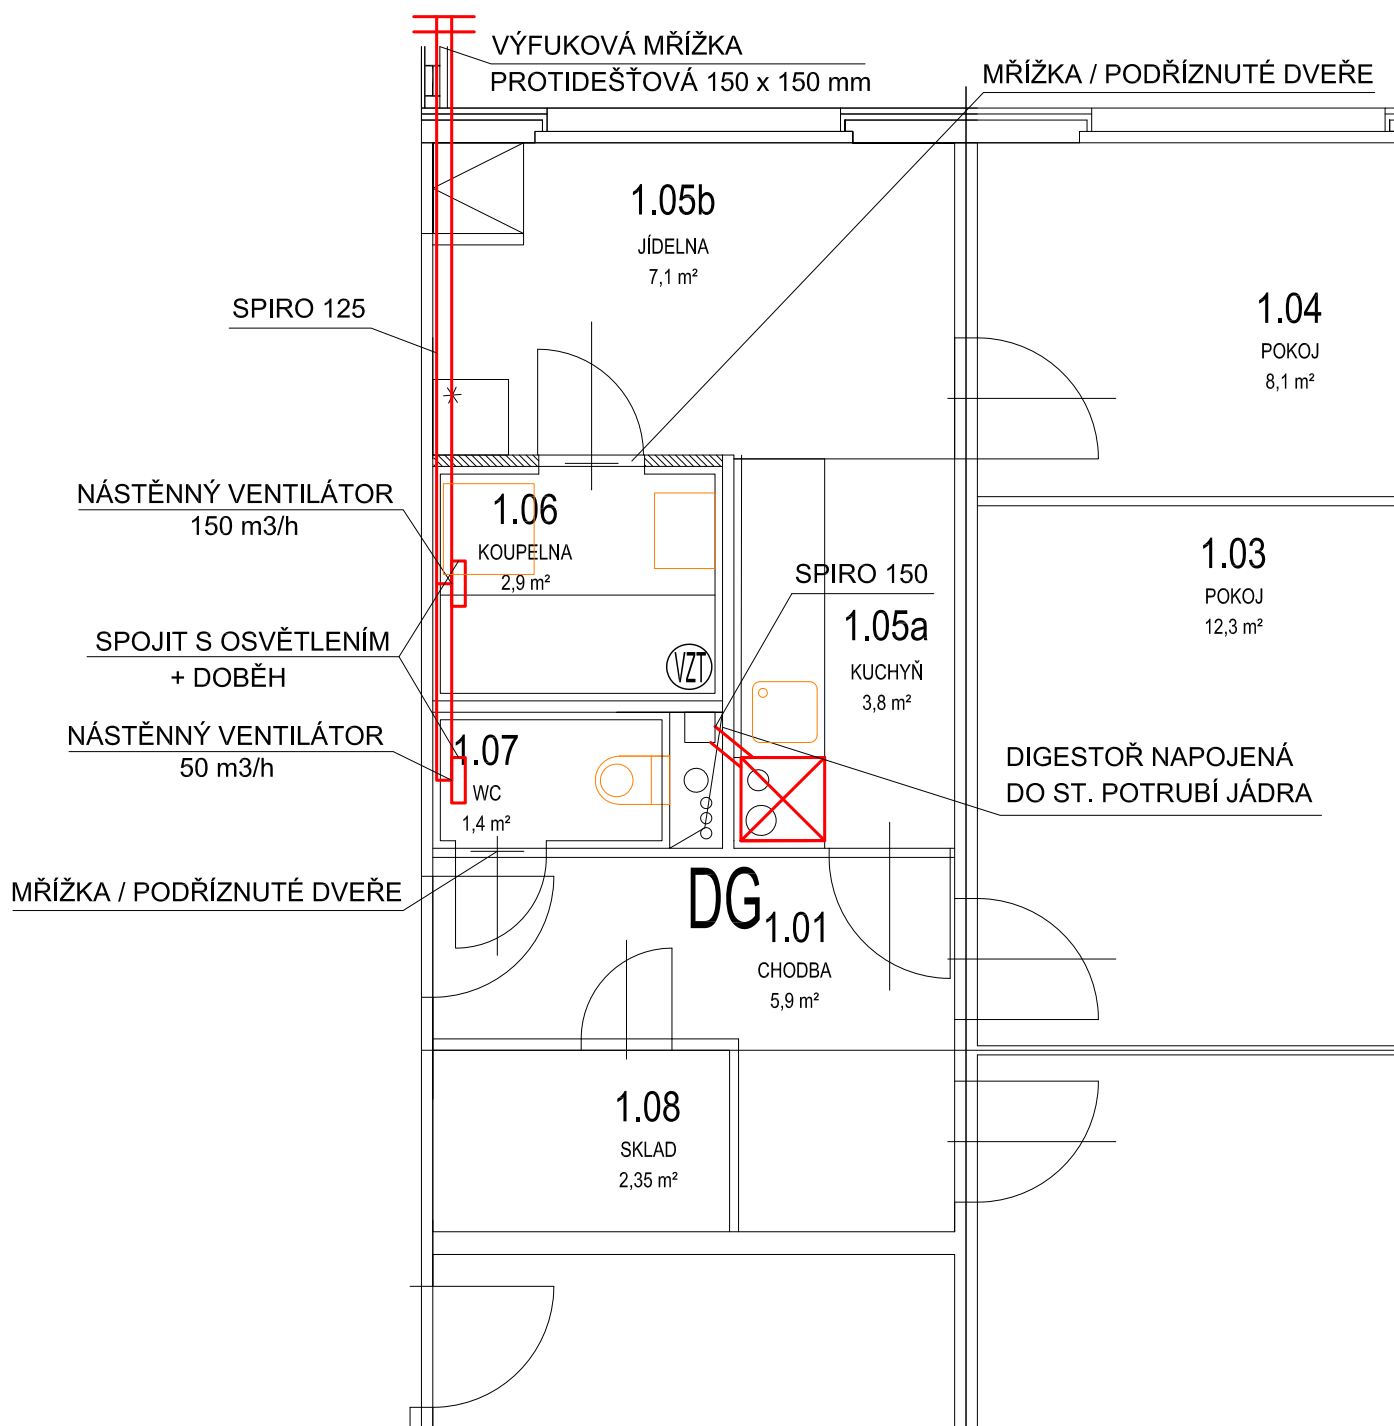 VÝFUKOVÁ MŘÍŽKA
PROTIDEŠŤOVÁ 150 x 150 mm
MŘÍŽKA / PODŘÍZNUTÉ DVEŘE
1.05b
JÍDELNA
7,1 m²
SPIRO 125
1.04
POKOJ
8,1 m²
NÁSTĚNNÝ VENTILÁTOR
150 m3/h
1.06
KOUPELNA
2,9 m²
1.03
POKOJ
12,3 m²
SPIRO 150
1.05a
KUCHYŇ
3,8 m²
SPOJIT S OSVĚTLENÍM
+ DOBĚH
VZT
NÁSTĚNNÝ VENTILÁTOR
50 m3/h
1.07
WC
1,4 m²
DIGESTOŘ NAPOJENÁ
DO ST. POTRUBÍ JÁDRA
MŘÍŽKA / PODŘÍZNUTÉ DVEŘE
DG
1.01
CHODBA
5,9 m²
1.08
SKLAD
2,35 m²